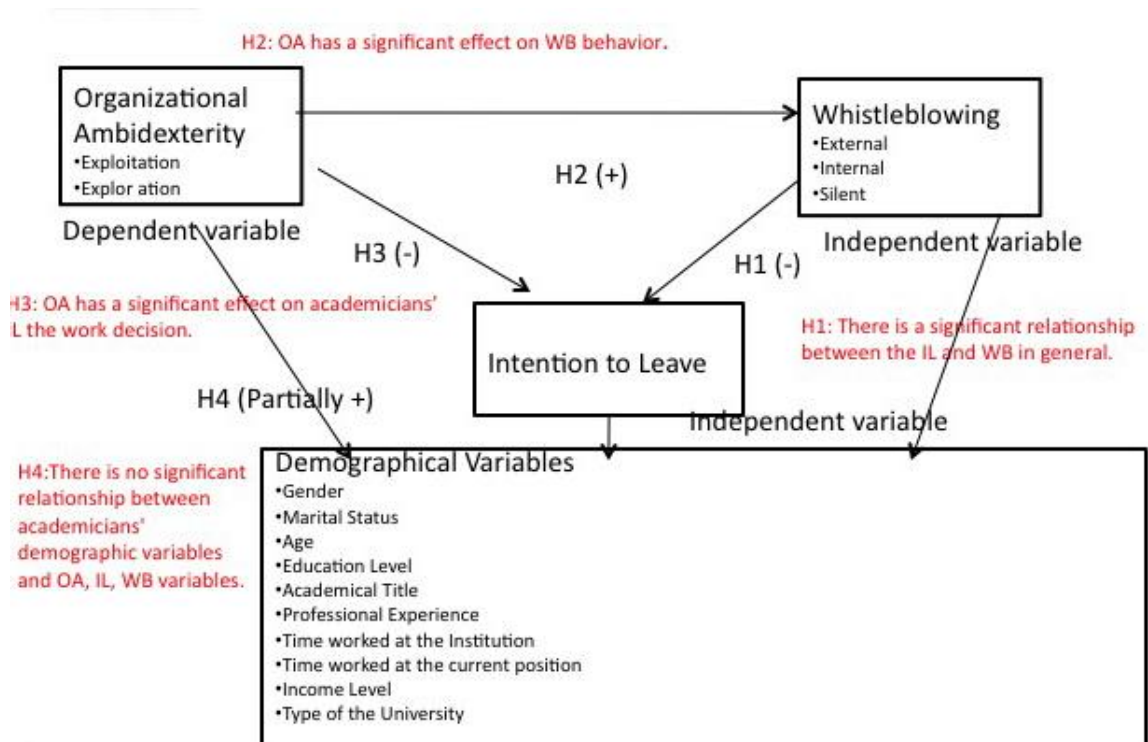 H2: OA has a significant effect on WB behavior.
Organizational
Ambidexterity
•Exploitation
•Explor ation
Dependent variable
Whistleblowing
•External
•Internal
•Silent
Independent variable
H2 (+)
H3 (-)
H1 (-)
H3: OA has a significant effect on academicians'
IL the work decision.
H1: There is a significant relationship
between the IL and WB in general.
Intention to Leave
Independent variable
H4 (Partially +)
H4:There is no significant
relationship between
academicians'
demographic variables
and OA, IL, WB variables.
Demographical Variables
•Gender
•Marital Status
•Age
•Education Level
•Academical Title
•Professional Experience
•Time worked at the Institution
•Time worked at the current position
•Income Level
•Type of the University